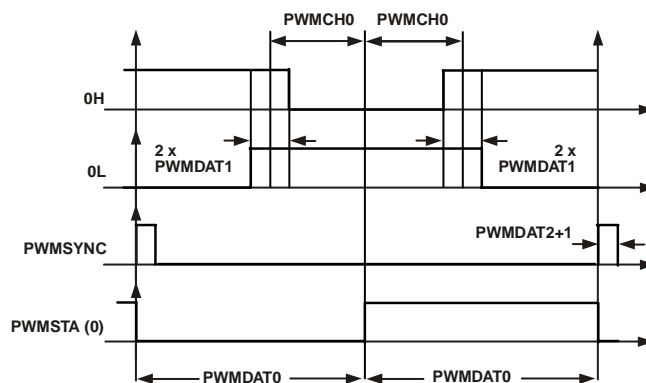 PWMCH0 PWMCH0
0H
2 x
PWMDAT1
2 x
PWMDAT1
0L
PWMSYNC
PWMDAT2+1
PWMSTA (0)
PWMDAT0 PWMDAT0